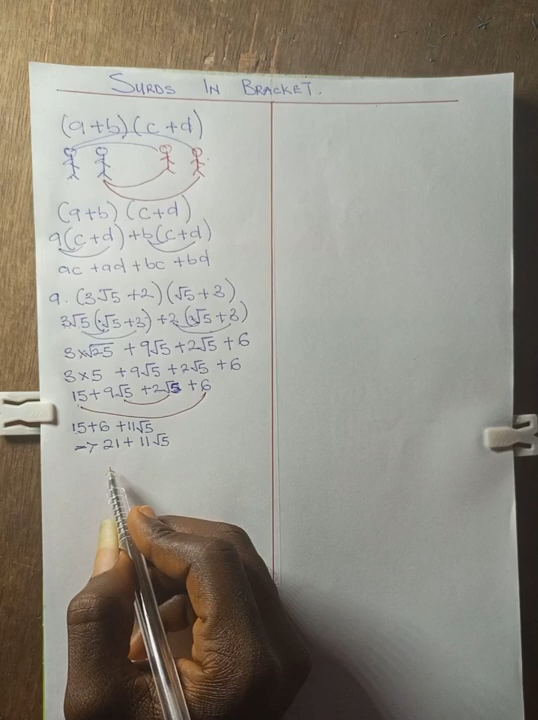 SURDS IN BRACKET.
(a+b)(c+d)
(a+b) (c+d)
a(c+d)+b(c+d)
ac +ad +bc +bd
a. (3√5 +2)(√5+3)
3√5(√5+3)+2(√5+3)
3×√25 +9√5+2√5+6
3×5 +9√5+2√5+6
15+9√5 +2√5 +6
15+6 +11√5
=> 21+11√5